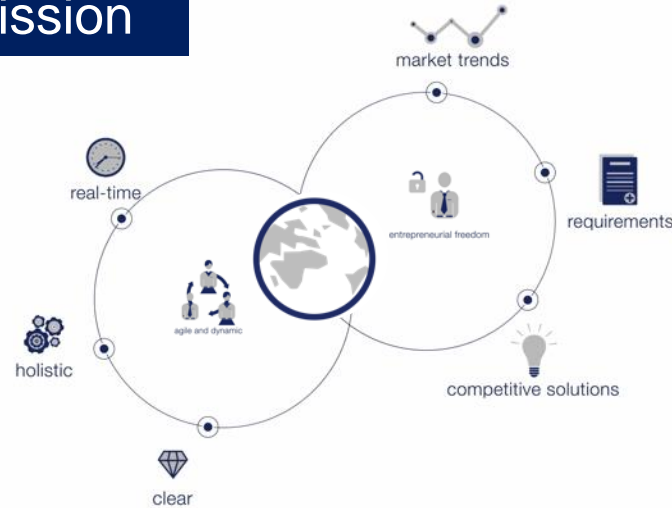 ission
market trends
real-time
requirements
entrepreneurial freedom
agile and dynamic
holistic
competitive solutions
clear